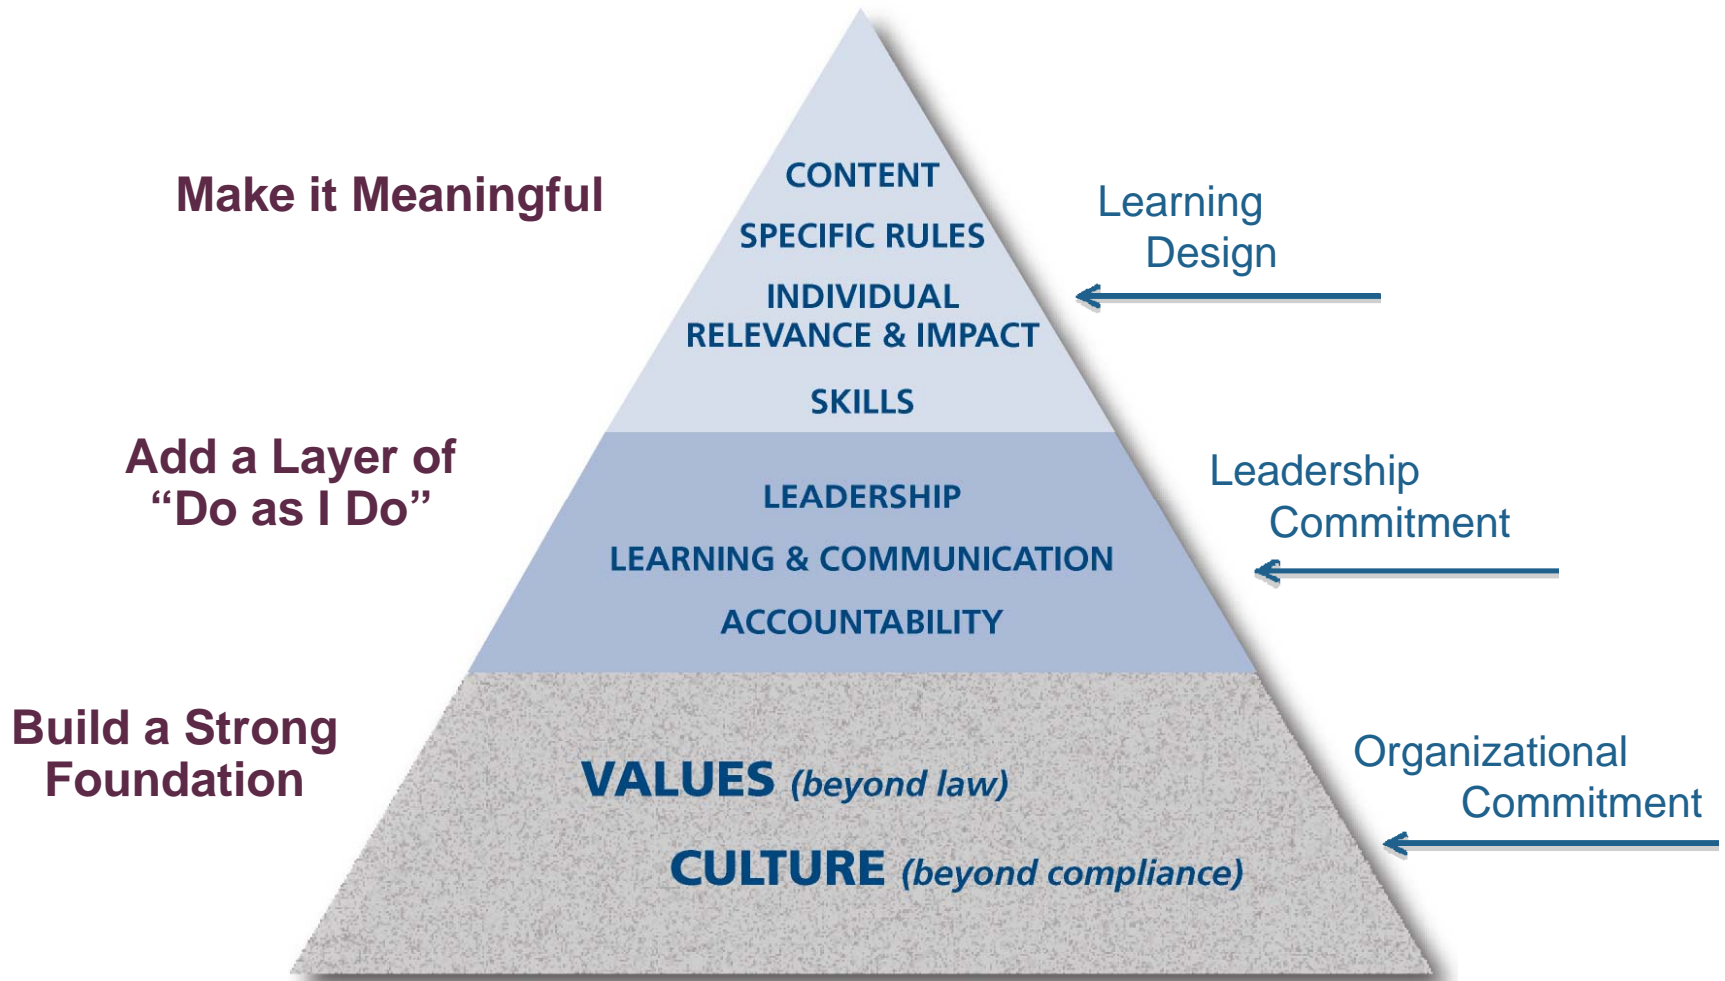 Make it Meaningful
CONTENT
SPECIFIC RULES
INDIVIDUAL
RELEVANCE & IMPACT
SKILLS
Learning
Design
Add a Layer of
“Do as I Do”
LEADERSHIP
LEARNING & COMMUNICATION
ACCOUNTABILITY
Leadership
Commitment
Build a Strong
Foundation
VALUES (beyond law)
CULTURE (beyond compliance)
Organizational
Commitment